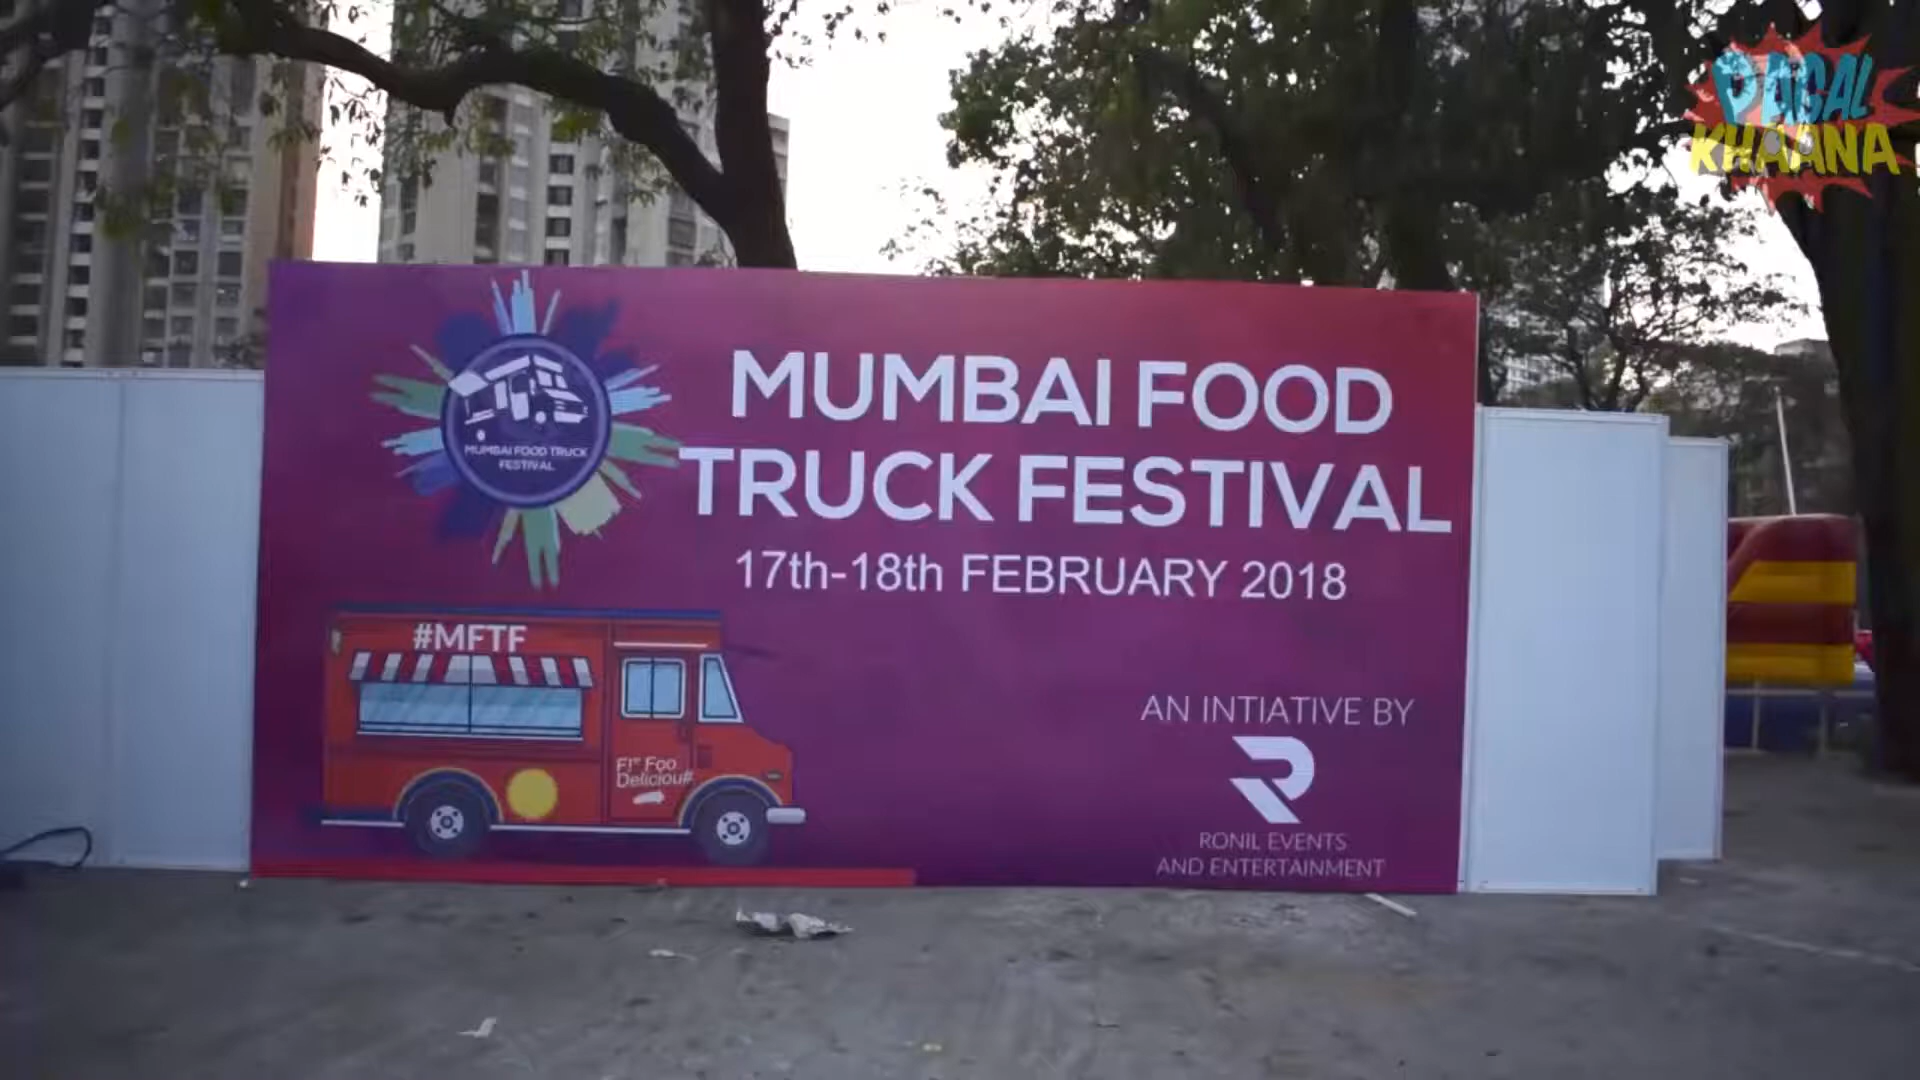 PAGAL
KHAANA
MUMBAI FOOD
TRUCK FESTIVAL
17th-18th FEBRUARY 2018
MUMBAI FOOD TRUCK
FESTIVAL
#MFTF
Deliciou#
AN INTIATIVE BY
RONIL EVENTS
AND ENTERTAINMENT